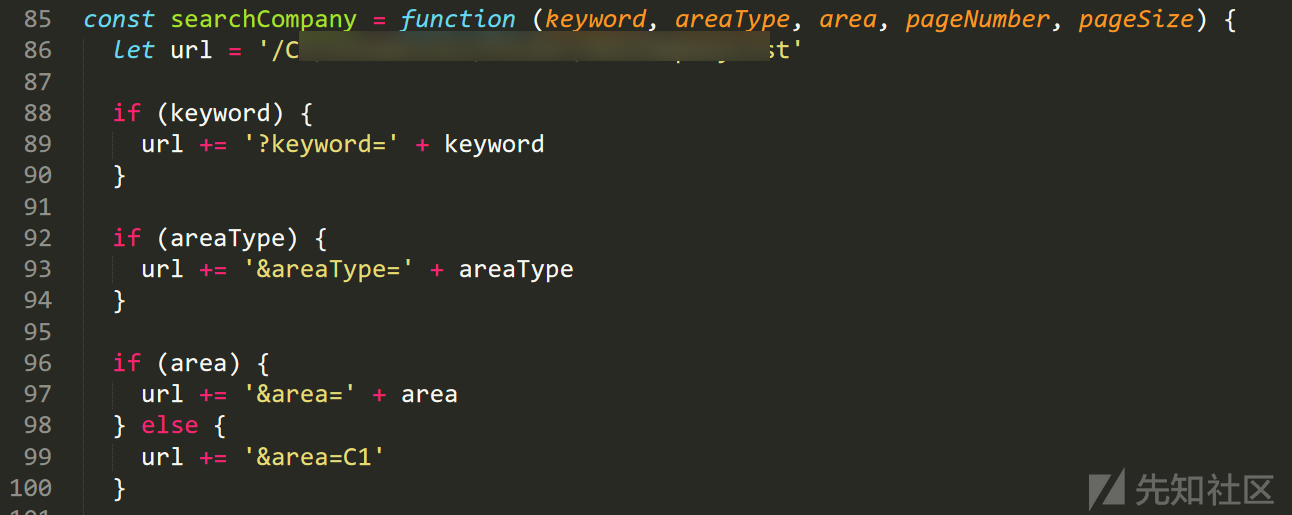 85 const searchCompany = function (keyword, areaType, area, pageNumber, pageSize) {
86 let url = '/C st'
87
88 if (keyword) {
89 url += '?keyword=' + keyword
90 }
91
92 if (areaType) {
93 url += '&areaType=' + areaType
94 }
95
96 if (area) {
97 url += '&area=' + area
98 } else {
99 url += '&area=C1'
100 }
先知社区